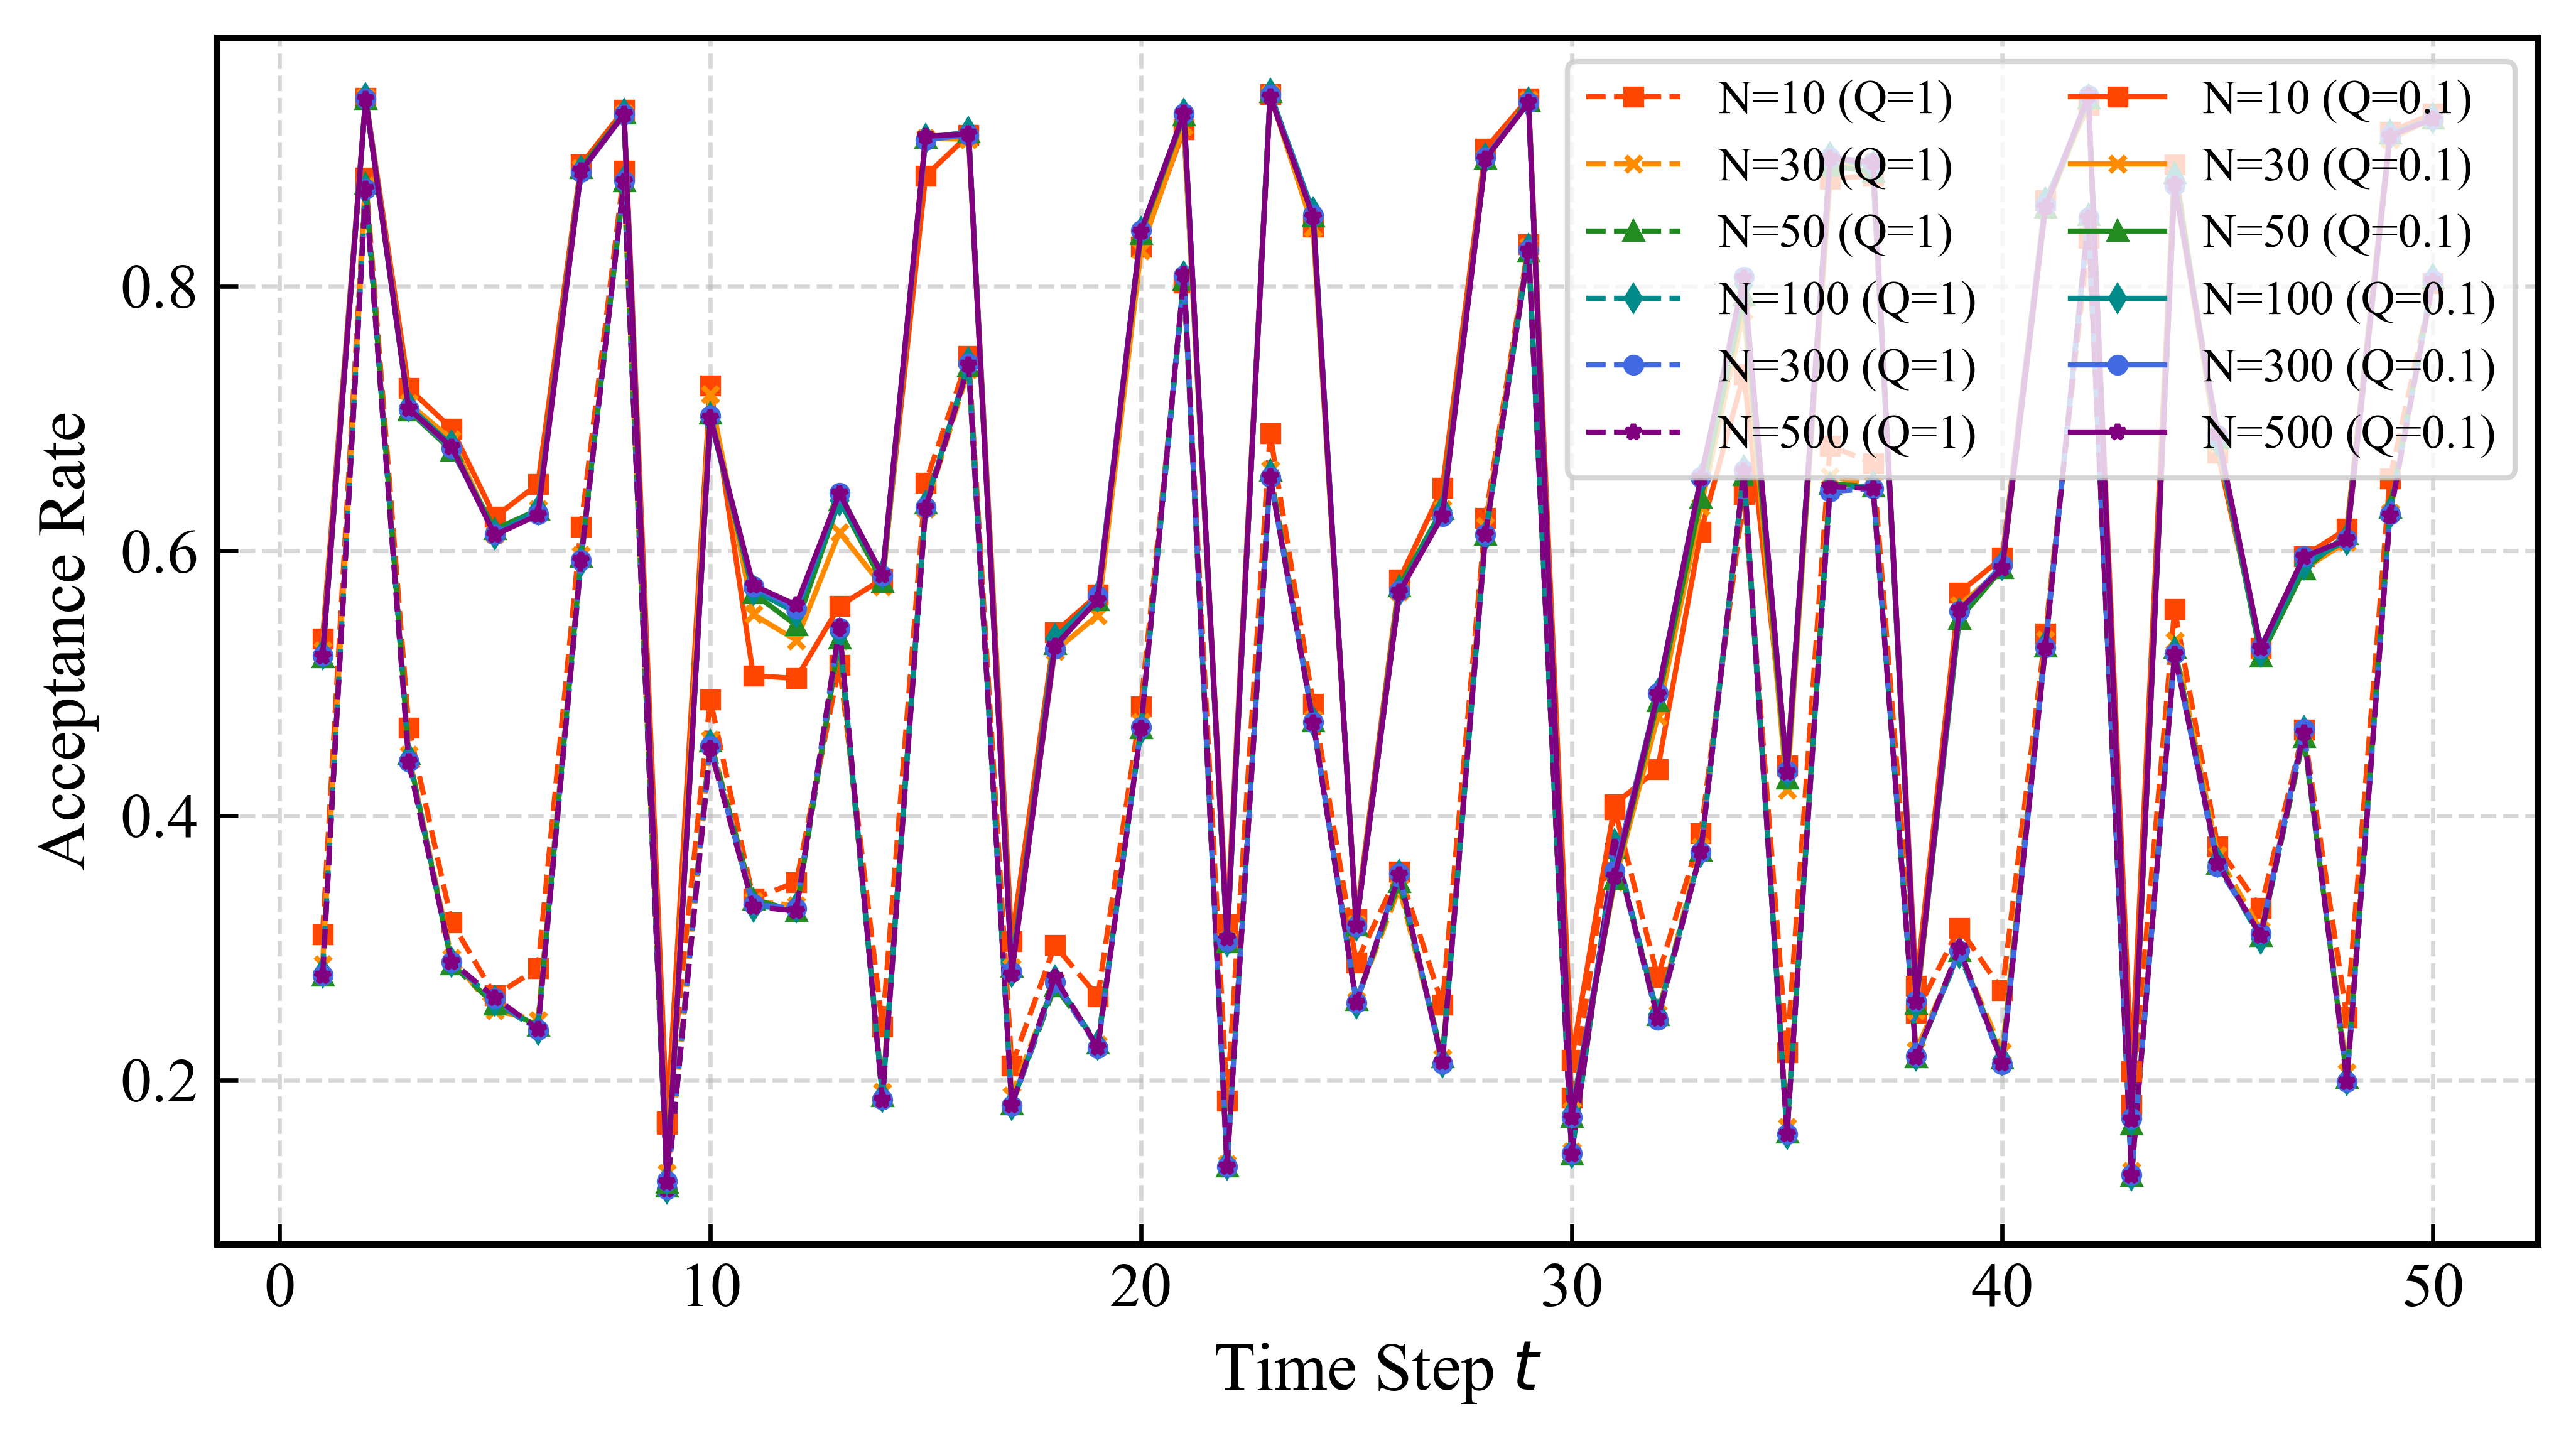 N=10 (Q=1)
N=30 (Q=1)
N=50 (Q=1)
N=100 (Q=1)
N=300 (Q=1)
N=500 (Q=1)
N=10 (Q=0.1)
N=30 (Q=0.1)
N=50 (Q=0.1)
N=100 (Q=0.1)
N=300 (Q=0.1)
N=500 (Q=0.1)
Acceptance Rate
0.8
0.6
0.4
0.2
0 10 20 30 40 50
Time Step t